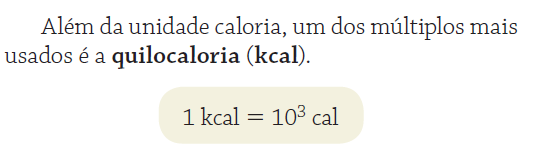 Além da unidade caloria, um dos múltiplos mais
usados é a quilocaloria (kcal).
1 kcal = 10³ cal